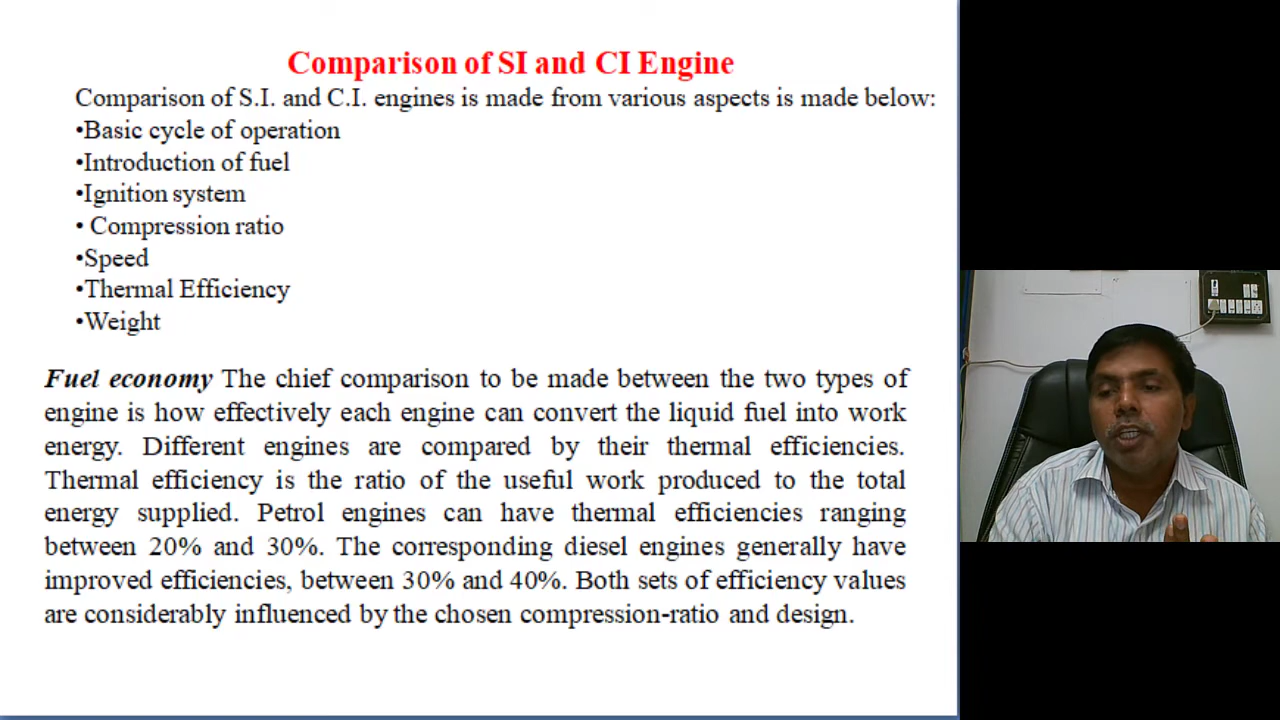 Comparison of SI and CI Engine
Comparison of S.I. and C.I. engines is made from various aspects is made below:
•Basic cycle of operation
•Introduction of fuel
•Ignition system
• Compression ratio
•Speed
•Thermal Efficiency
•Weight
Fuel economy The chief comparison to be made between the two types of
engine is how effectively each engine can convert the liquid fuel into work
energy. Different engines are compared by their thermal efficiencies.
Thermal efficiency is the ratio of the useful work produced to the total
energy supplied. Petrol engines can have thermal efficiencies ranging
between 20% and 30%. The corresponding diesel engines generally have
improved efficiencies, between 30% and 40%. Both sets of efficiency values
are considerably influenced by the chosen compression-ratio and design.